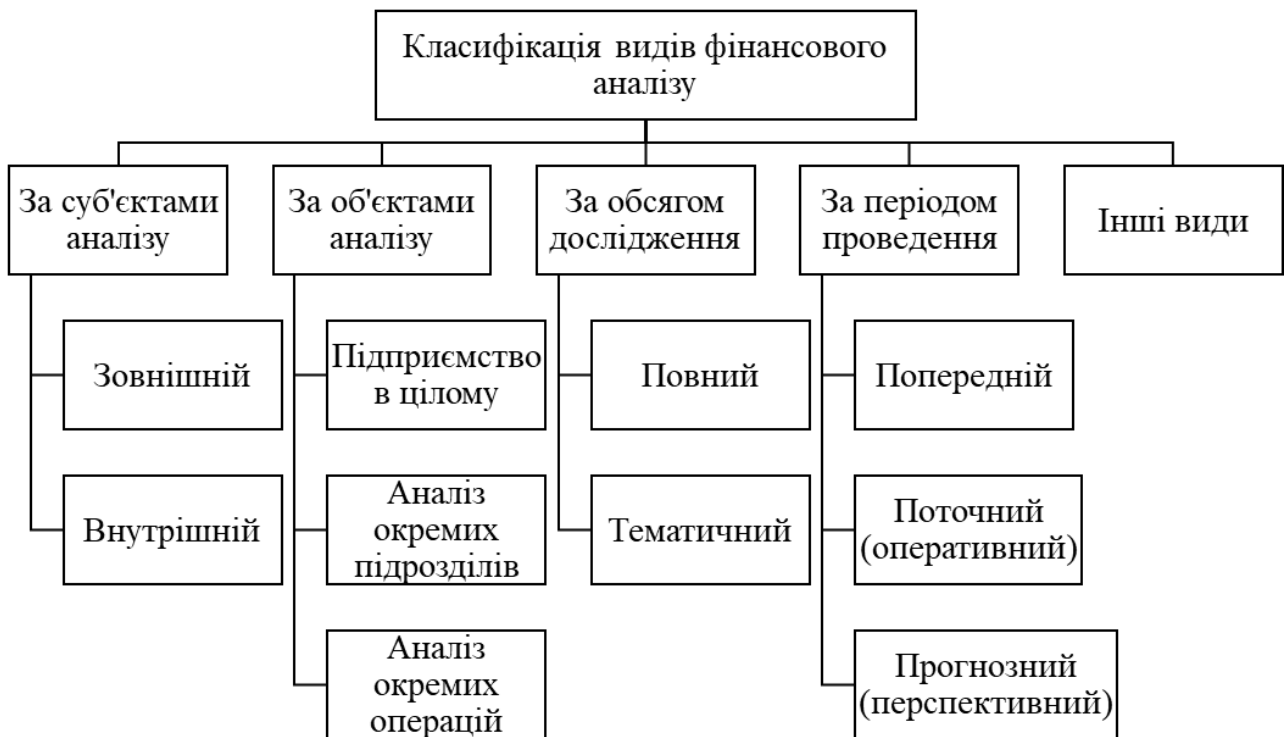 Класифікація видів фінансового
аналізу
За суб'єктами
аналізу
За об'єктами
аналізу
За обсягом
дослідження
За періодом
проведення
Інші види
Зовнішній
Внутрішній
Підприємство
в цілому
Аналіз
окремих
підрозділів
Аналіз
окремих
операцій
Повний
Тематичний
Попередній
Поточний
(оперативний)
Прогнозний
(перспективний)